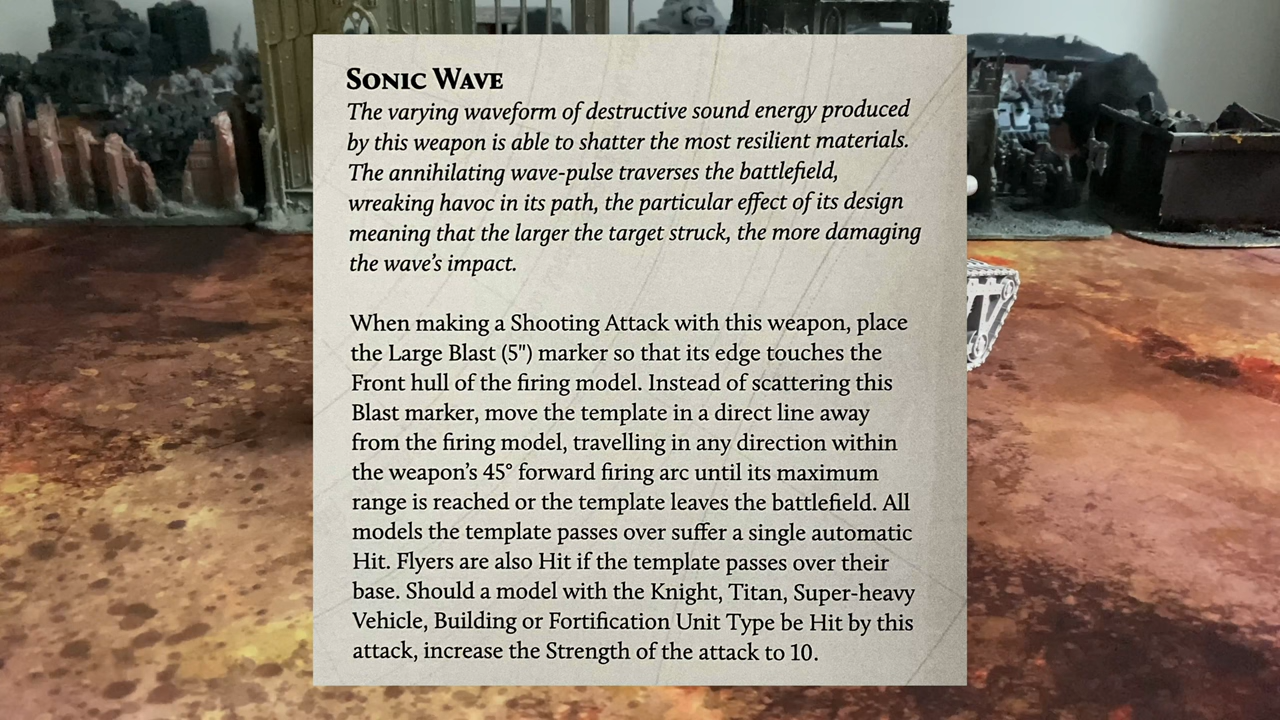 Sonic Wave
The varying waveform of destructive sound energy produced
by this weapon is able to shatter the most resilient materials.
The annihilating wave-pulse traverses the battlefield,
wreaking havoc in its path, the particular effect of its design
meaning that the larger the target struck, the more damaging
the wave's impact.
When making a Shooting Attack with this weapon, place
the Large Blast (5") marker so that its edge touches the
Front hull of the firing model. Instead of scattering this
Blast marker, move the template in a direct line away
from the firing model, travelling in any direction within
the weapon's 45° forward firing arc until its maximum
range is reached or the template leaves the battlefield. All
models the template passes over suffer a single automatic
Hit. Flyers are also Hit if the template passes over their
base. Should a model with the Knight, Titan, Super-heavy
Vehicle, Building or Fortification Unit Type be Hit by this
attack, increase the Strength of the attack to 10.